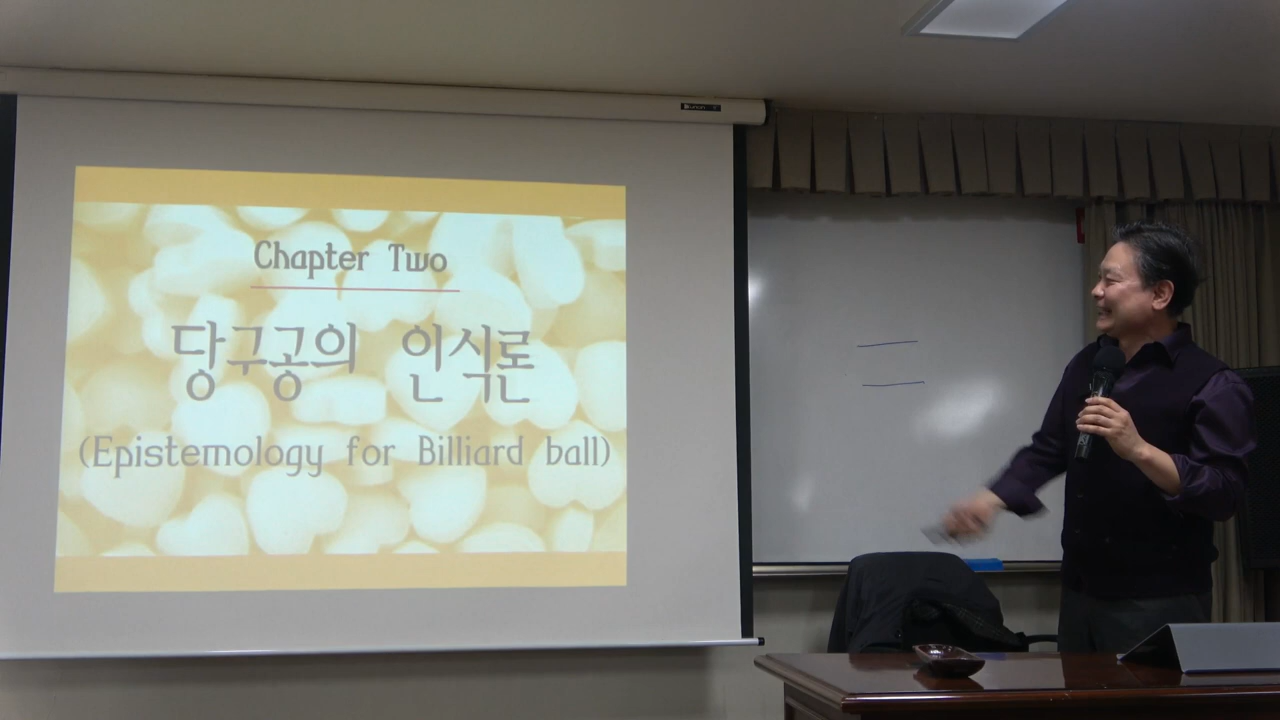 Chapter Two
당구공의 인식론
(Epistemology for Billiard ball)